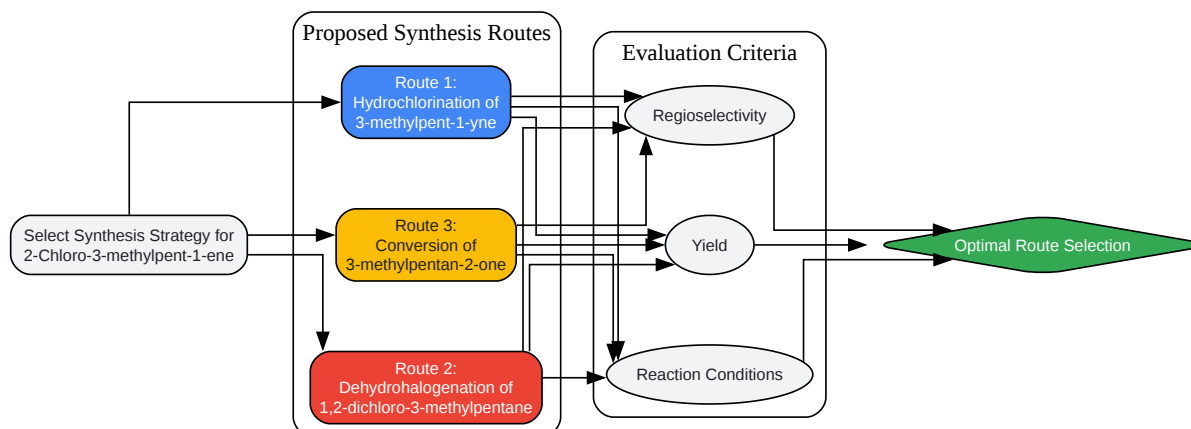 Proposed Synthesis Routes
Evaluation Criteria
Route 1:
Hydrochlorination of
3-methylpent-1-yne
Regioselectivity
Select Synthesis Strategy for
2-Chloro-3-methylpent-1-ene
Route 3:
Conversion of
3-methylpentan-2-one
Yield
Optimal Route Selection
Route 2:
Dehydrohalogenation of
1,2-dichloro-3-methylpentane
Reaction Conditions